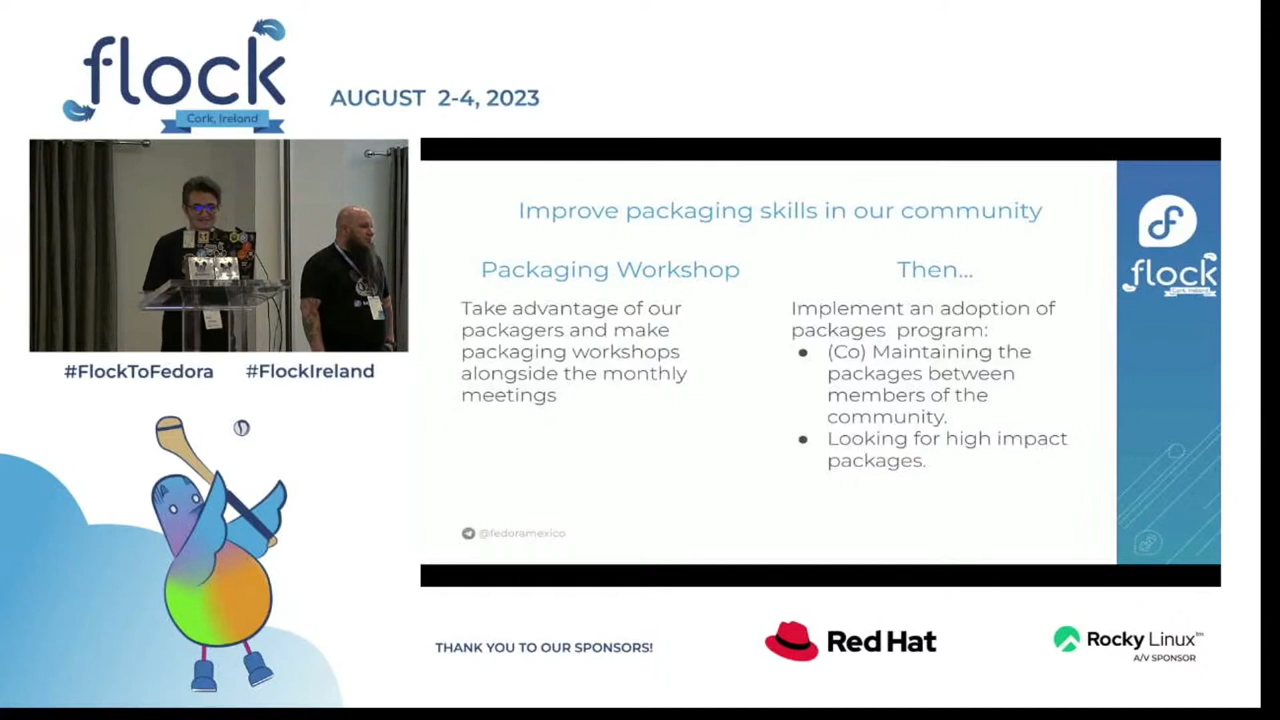 flock
Cork, Ireland
AUGUST 2-4, 2023
#FlockToFedora #FlockIreland
Improve packaging skills in our community
Packaging Workshop
Take advantage of our
packagers and make
packaging workshops
alongside the monthly
meetings
Then...
Implement an adoption of
packages program:
● (Co) Maintaining the
packages between
members of the
community.
● Looking for high impact
packages.
@fedoramexico
flock
Cork, Ireland
THANK YOU TO OUR SPONSORS!
Red Hat
Rocky Linux™
A/V SPONSOR